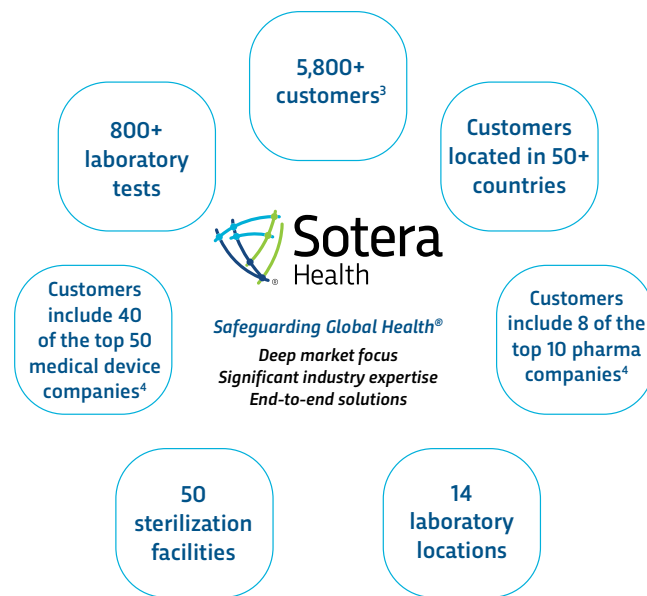 5,800+
customers³
800+
laboratory
tests
Customers
located in 50+
countries
Sotera
Health
®
Safeguarding Global Health®
Deep market focus
Significant industry expertise
End-to-end solutions
Customers
include 40
of the top 50
medical device
companies⁴
Customers
include 8 of the
top 10 pharma
companies⁴
50
sterilization
facilities
14
laboratory
locations